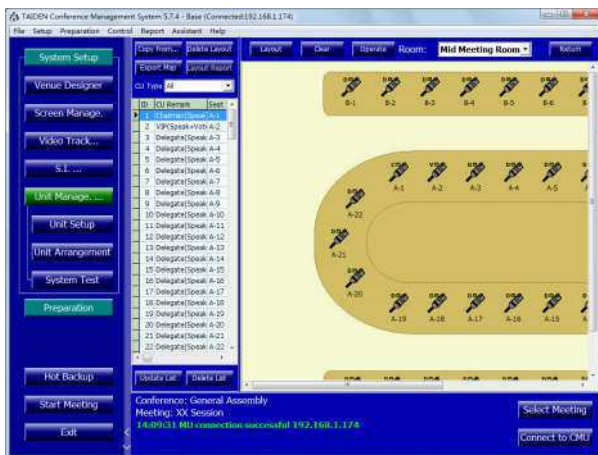 TAIDEN Conference Management System 5.7.4 - Base (Connected:192.168.1.174)
File Setup Preparation Control Report Assistant Help
System Setup
Venue Designer
Screen Manage.
Video Track...
S.I. ...
Unit Manage. ...
Unit Setup
Unit Arrangement
System Test
Preparation
Hot Backup
Start Meeting
Exit
Copy From... Delete Layout
Export Map Layout Report
CU Type All
ID CU Remark Seat
1 Chairman(Speak A-1
2 VIP(Speak+Vote A-2
3 Delegate(Speak A-3
4 Delegate(Speak A-4
5 Delegate(Speak A-5
6 Delegate(Speak A-6
7 Delegate(Speak A-7
8 Delegate(Speak A-8
9 Delegate(Speak A-9
10 Delegate(Speak A-10
11 Delegate(Speak A-11
12 Delegate(Speak A-12
13 Delegate(Speak A-13
14 Delegate(Speak A-14
15 Delegate(Speak A-15
16 Delegate(Speak A-16
17 Delegate(Speak A-17
18 Delegate(Speak A-18
19 Delegate(Speak A-19
20 Delegate(Speak A-20
21 Delegate(Speak A-21
22 Delegate(Speak A-22
Update List Delete List
Layout Clear Operate Room: Mid Meeting Room Return
B-1 B-2 B-3 B-4 B-5 B-6 B-7
A-1 A-2 A-3 A-4 A-5
A-22
A-21
A-20
A-19 A-18 A-17 A-16 A-15
Conference: General Assembly
Meeting: XX Session
14:09:31 MU connection successful 192.168.1.174
Select Meeting
Connect to CMU